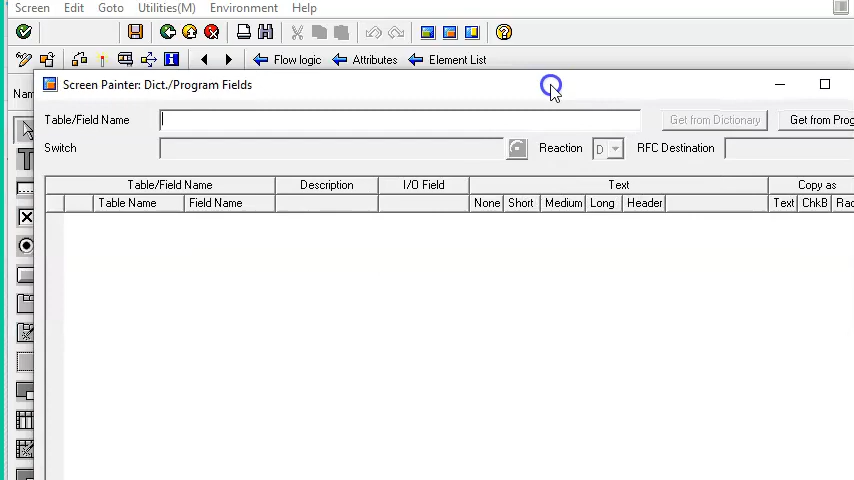 Screen Edit Goto Utilities(M) Environment Help
Flow logic Attributes Element List
Screen Painter: Dict./Program Fields
Table/Field Name Get from Dictionary Get from Prog
Switch Reaction D RFC Destination
Table/Field Name Description I/O Field Text Copy as
Table Name Field Name None Short Medium Long Header Text ChkB Rac